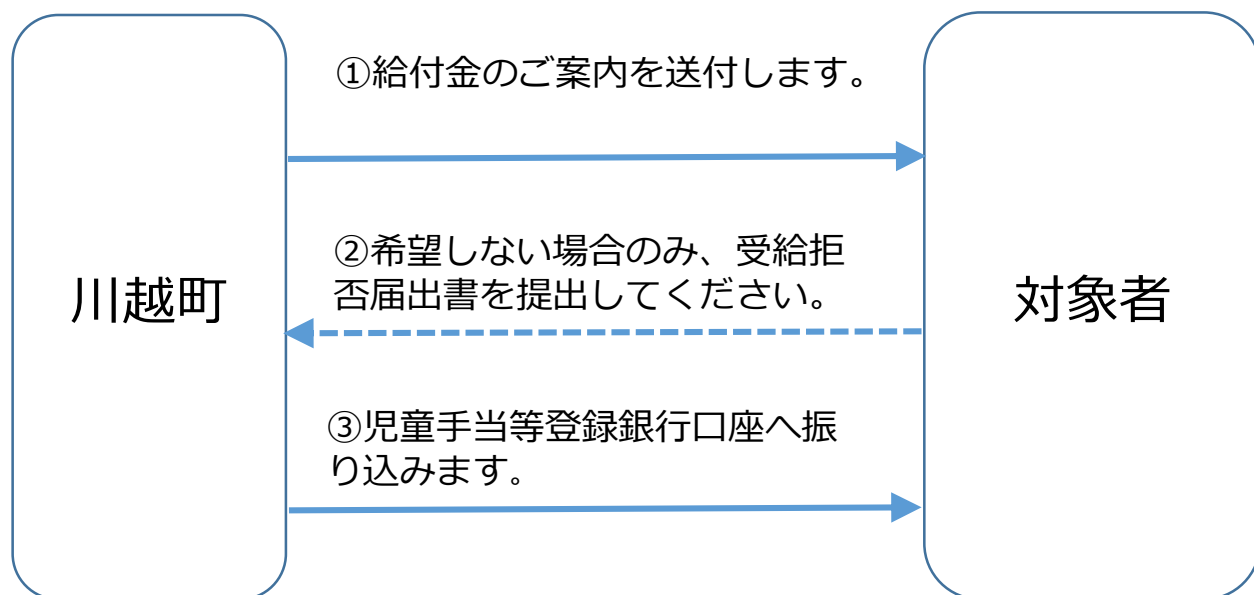 ①給付金のご案内を送付します。
②希望しない場合のみ、受給拒
否届出書を提出してください。
川越町
対象者
③児童手当等登録銀行口座へ振
り込みます。